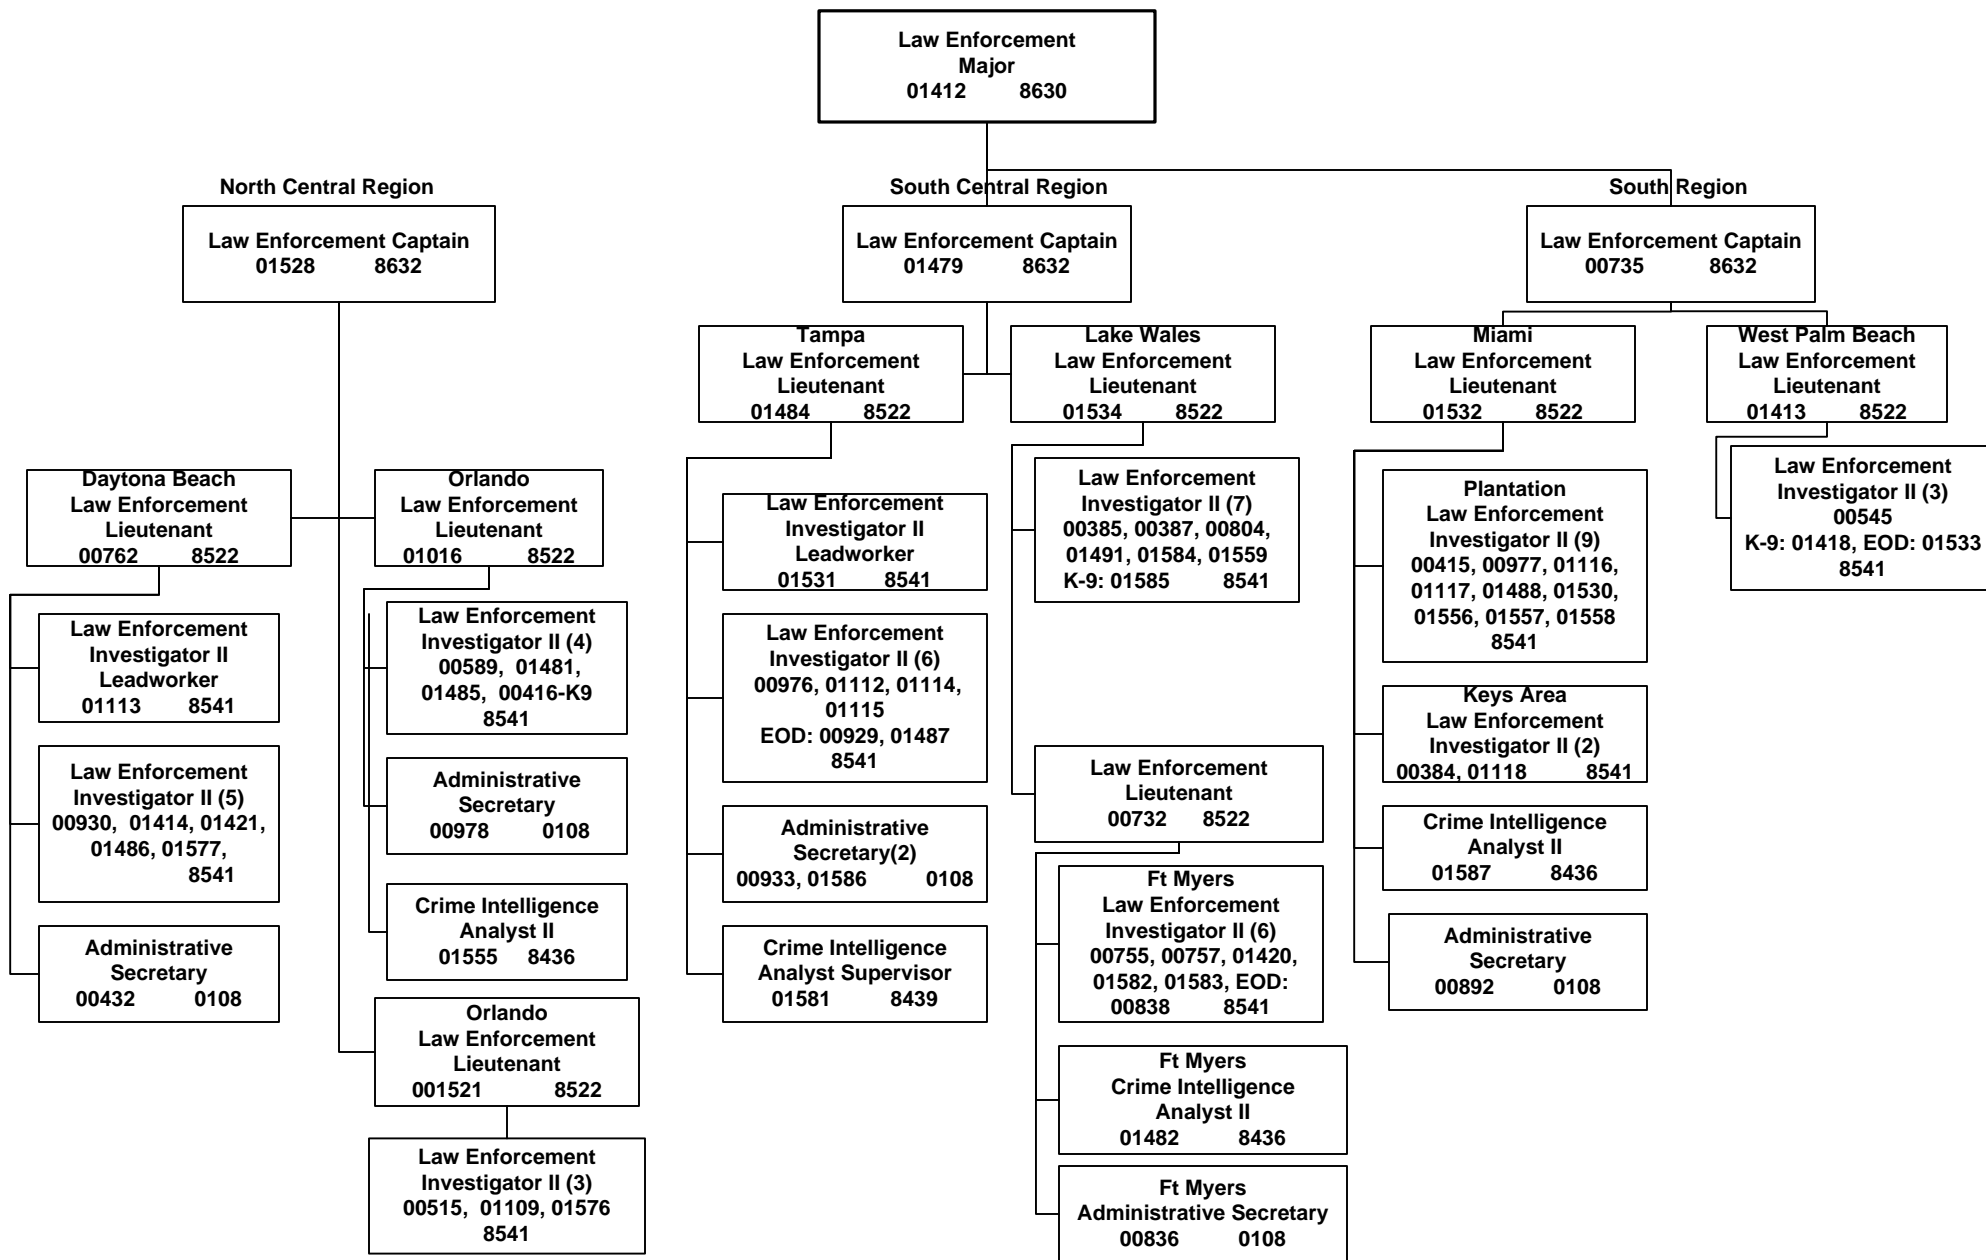 Law Enforcement
Major
01412 8630
North Central Region
Law Enforcement Captain
01528 8632
Daytona Beach
Law Enforcement
Lieutenant
00762 8522
Law Enforcement
Investigator II
Leadworker
01113 8541
Law Enforcement
Investigator II (5)
00930, 01414, 01421,
01486, 01577,
8541
Administrative
Secretary
00432 0108
Orlando
Law Enforcement
Lieutenant
01016 8522
Law Enforcement
Investigator II (4)
00589, 01481,
01485, 00416-K9
8541
Administrative
Secretary
00978 0108
Crime Intelligence
Analyst II
01555 8436
Orlando
Law Enforcement
Lieutenant
001521 8522
Law Enforcement
Investigator II (3)
00515, 01109, 01576
8541
South Central Region
Law Enforcement Captain
01479 8632
Tampa
Law Enforcement
Lieutenant
01484 8522
Law Enforcement
Investigator II
Leadworker
01531 8541
Law Enforcement
Investigator II (6)
00976, 01112, 01114,
01115
EOD: 00929, 01487
8541
Administrative
Secretary(2)
00933, 01586 0108
Crime Intelligence
Analyst Supervisor
01581 8439
Lake Wales
Law Enforcement
Lieutenant
01534 8522
Law Enforcement
Investigator II (7)
00385, 00387, 00804,
01491, 01584, 01559
K-9: 01585 8541
Law Enforcement
Lieutenant
00732 8522
Ft Myers
Law Enforcement
Investigator II (6)
00755, 00757, 01420,
01582, 01583, EOD:
00838 8541
Ft Myers
Crime Intelligence
Analyst II
01482 8436
Ft Myers
Administrative Secretary
00836 0108
South Region
Law Enforcement Captain
00735 8632
Miami
Law Enforcement
Lieutenant
01532 8522
Plantation
Law Enforcement
Investigator II (9)
00415, 00977, 01116,
01117, 01488, 01530,
01556, 01557, 01558
8541
Keys Area
Law Enforcement
Investigator II (2)
00384, 01118 8541
Crime Intelligence
Analyst II
01587 8436
Administrative
Secretary
00892 0108
West Palm Beach
Law Enforcement
Lieutenant
01413 8522
Law Enforcement
Investigator II (3)
00545
K-9: 01418, EOD: 01533
8541